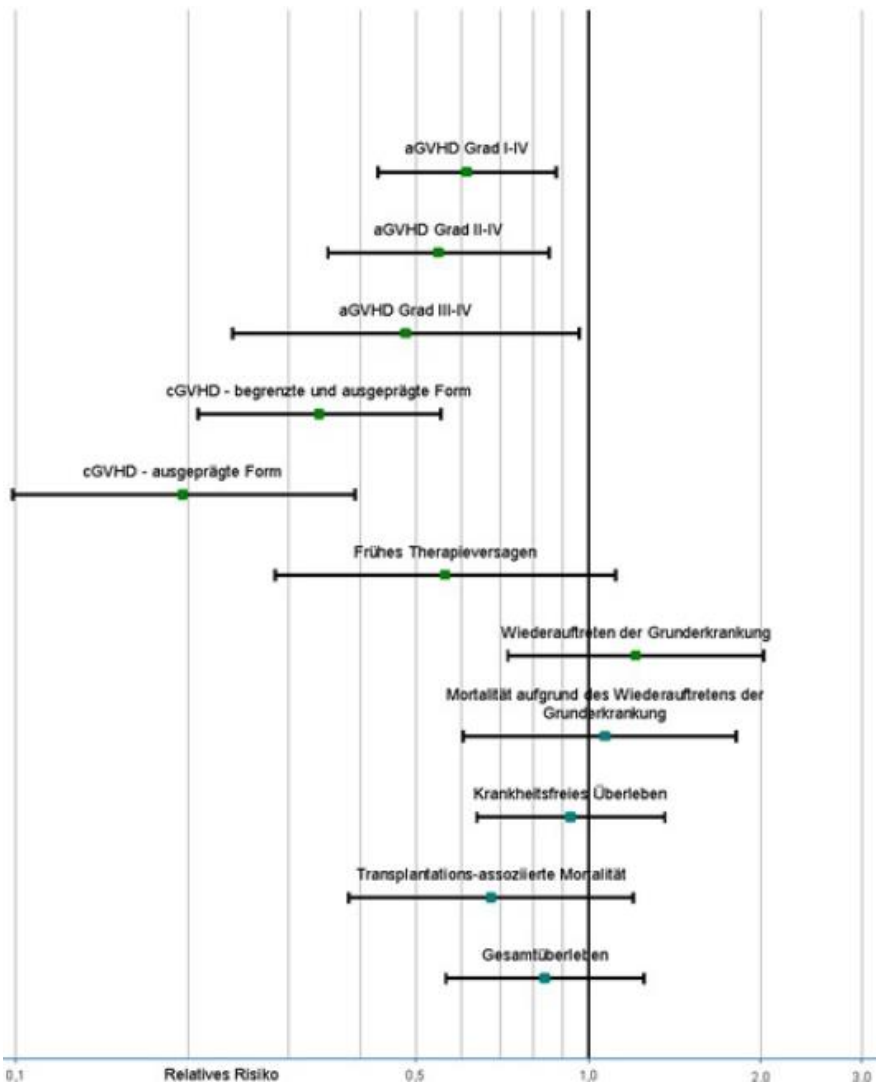 aGVHD Grad I-IV
aGVHD Grad II-IV
aGVHD Grad III-IV
cGVHD - begrenzte und ausgeprägte Form
cGVHD - ausgeprägte Form
Frühes Therapieversagen
Wiederauftreten der Grunderkrankung
Mortalität aufgrund des Wiederauftretens der
Grunderkrankung
Krankheitsfreies Überleben
Transplantations-assoziierte Mortalität
Gesamtüberleben
0,1 Relatives Risiko 0,5 1,0 2,0 3,0